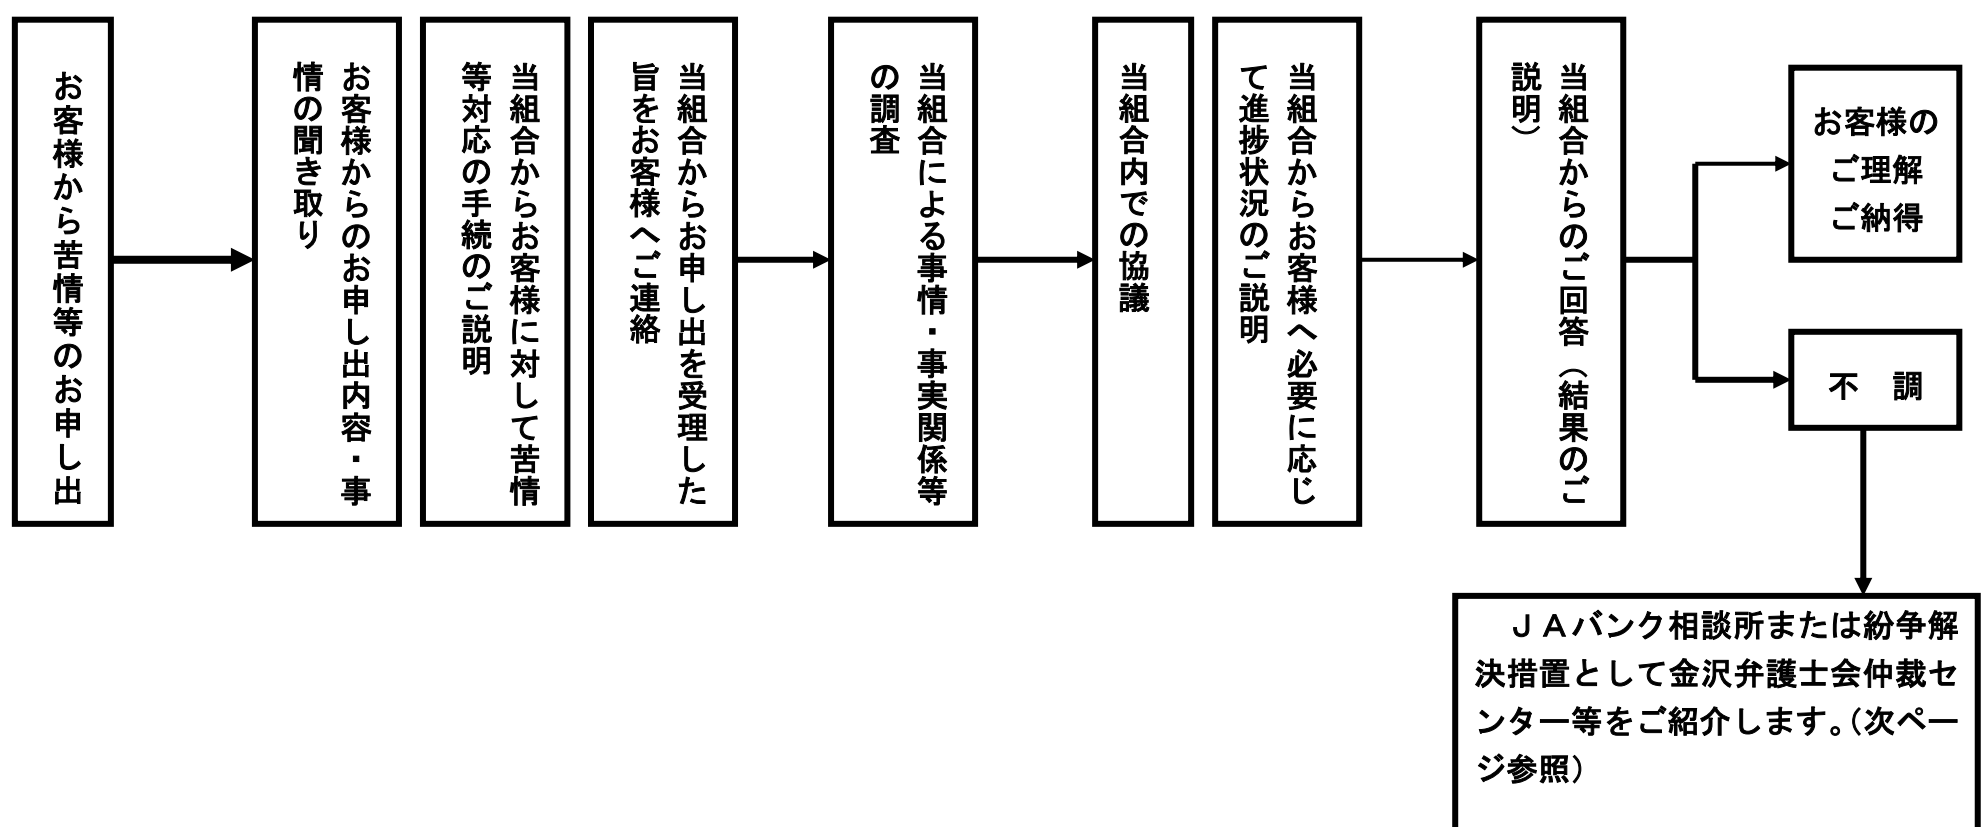 お客様から苦情等のお申し出
お客様からのお申し出内容・事
情の聞き取り
当組合からお客様に対して苦情
等対応の手続のご説明
当組合からお申し出を受理した
旨をお客様へご連絡
当組合による事情・事実関係等
の調査
当組合内での協議
当組合からお客様へ必要に応じ
て進捗状況のご説明
当組合からのご回答（結果のご
説明）
お客様の
ご理解
ご納得
不　調
ＪＡバンク相談所または紛争解
決措置として金沢弁護士会仲裁セ
ンター等をご紹介します。（次ペー
ジ参照）